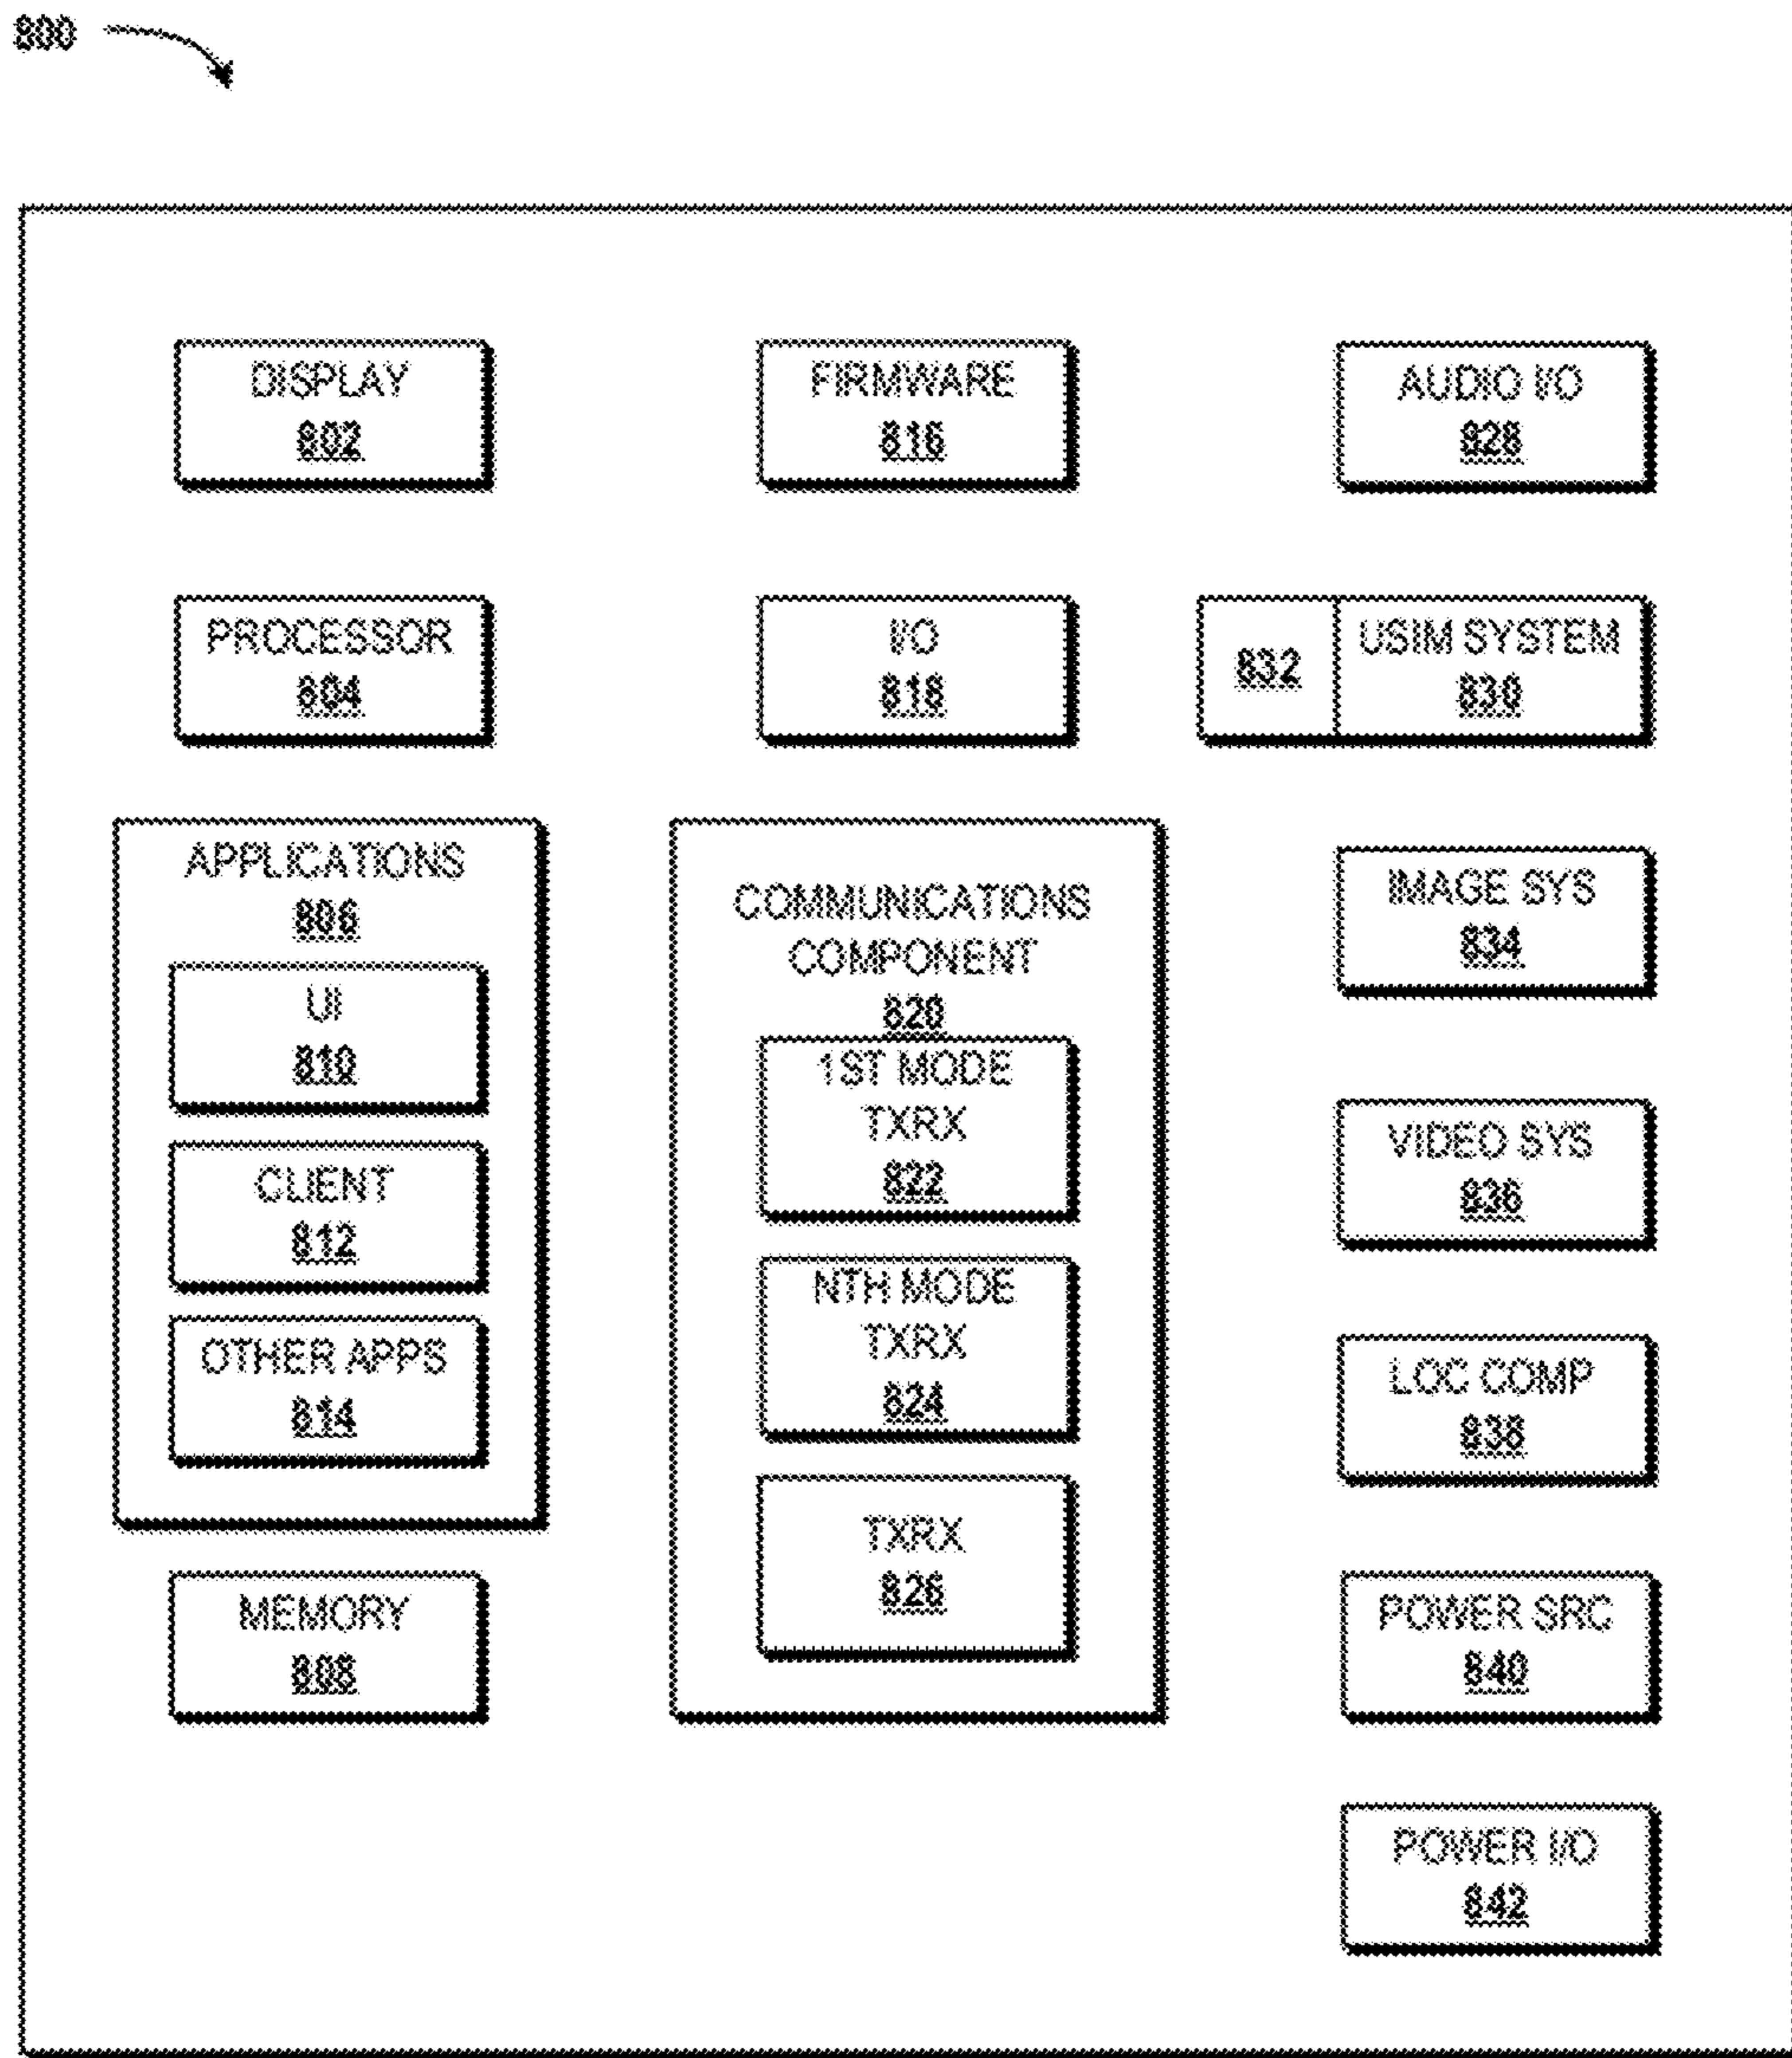 800
DISPLAY
802
PROCESSOR
804
APPLICATIONS
806
UI
810
CLIENT
812
OTHER APPS
814
MEMORY
808
FIRMWARE
816
I/O
818
COMMUNICATIONS
COMPONENT
820
1ST MODE
TXRX
822
NTH MODE
TXRX
824
TXRX
826
AUDIO I/O
828
832
USIM SYSTEM
830
IMAGE SYS
834
VIDEO SYS
836
LOC COMP
838
POWER SRC
840
POWER I/O
842